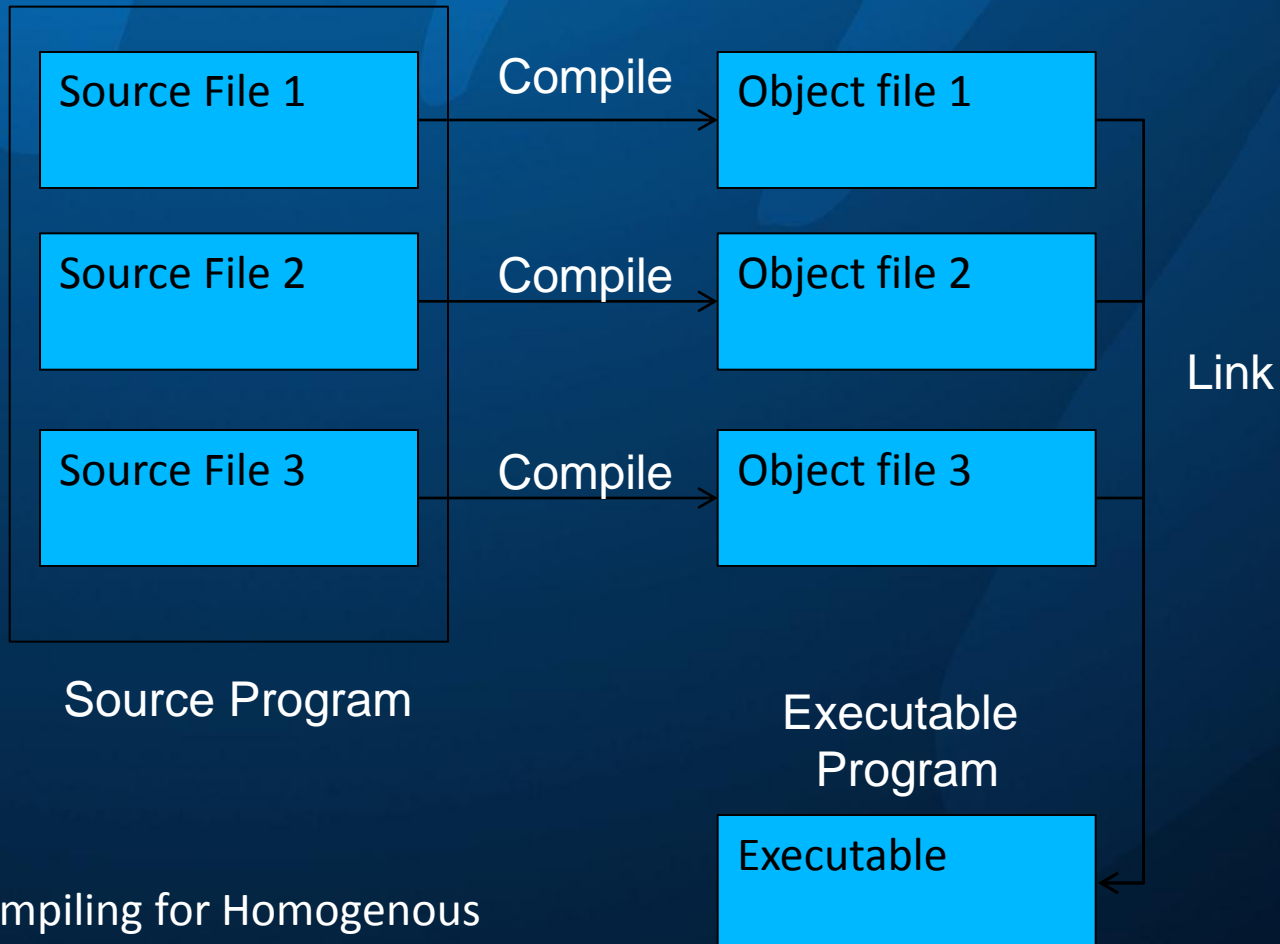 Source File 1
Compile
Object file 1
Source File 2
Compile
Object file 2
Link
Source File 3
Compile
Object file 3
Source Program
Executable
Program
Executable
mpiling for Homogenous